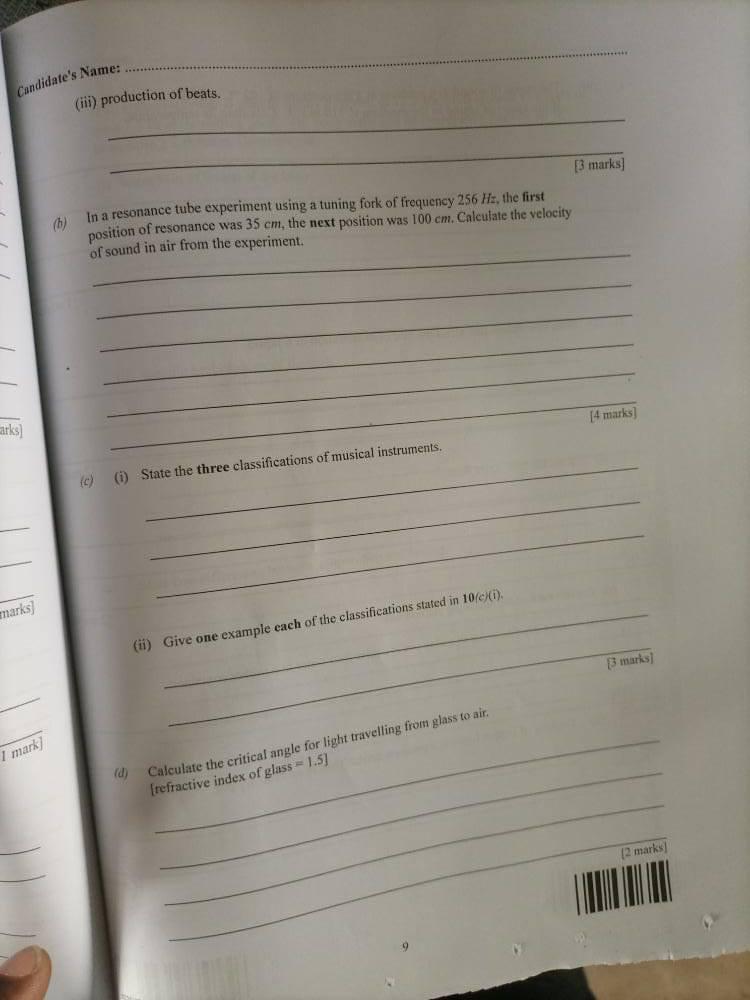 Candidate's Name: ........................................
(iii) production of beats.
[3 marks]
(b) In a resonance tube experiment using a tuning fork of frequency 256 Hz, the first
position of resonance was 35 cm, the next position was 100 cm. Calculate the velocity
of sound in air from the experiment.
[4 marks]
(c) (i) State the three classifications of musical instruments.
(ii) Give one example each of the classifications stated in 10(c)(i).
[3 marks]
(d) Calculate the critical angle for light travelling from glass to air.
[refractive index of glass = 1.5]
[2 marks]
9
arks]
marks]
1 mark]